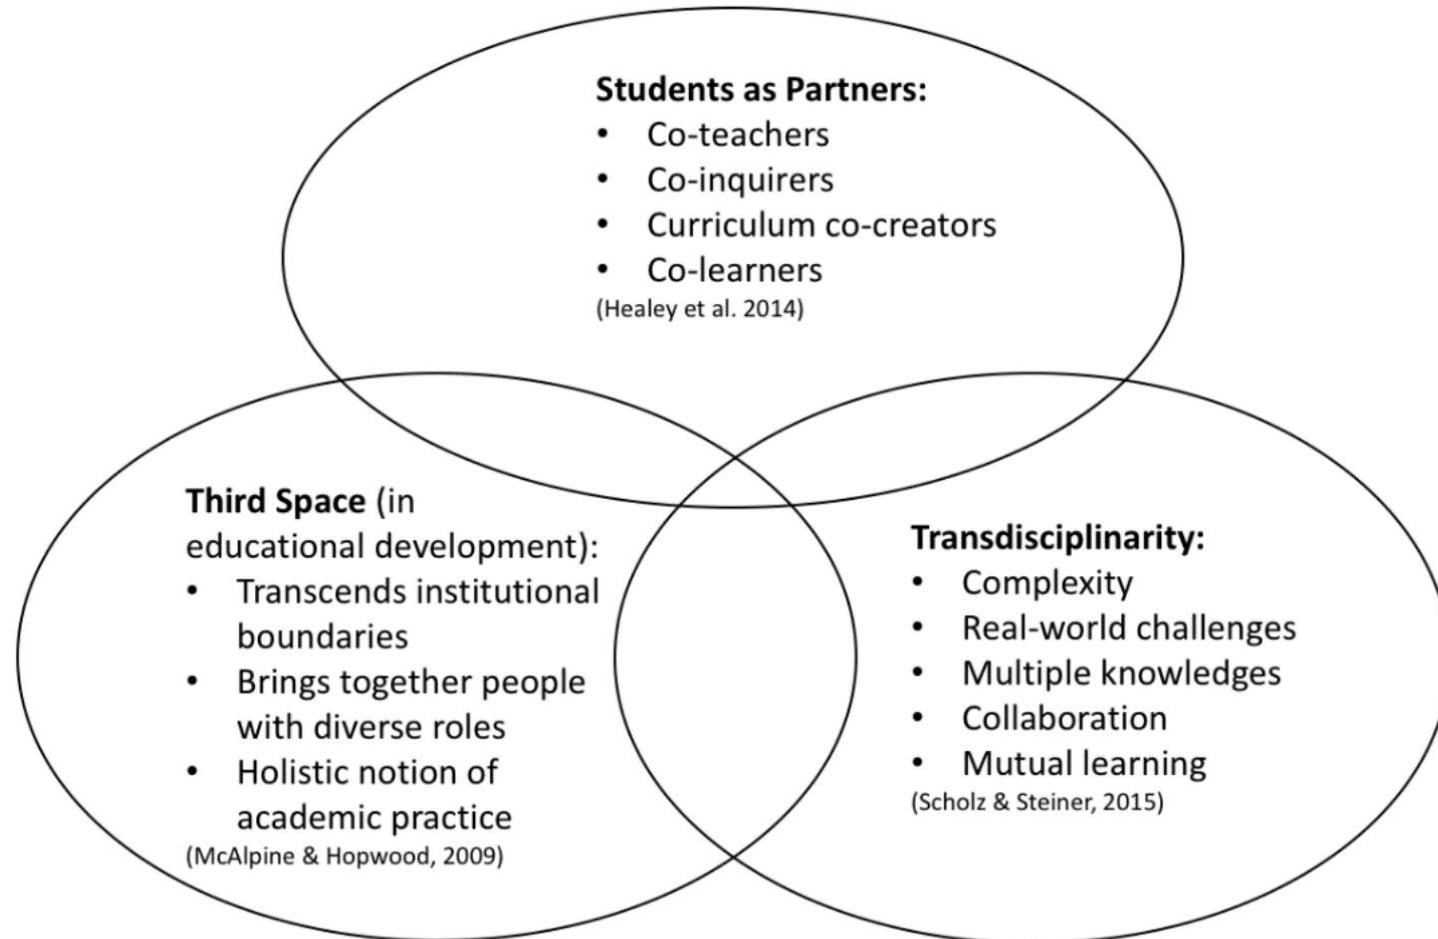 Students as Partners:
• Co-teachers
• Co-inquirers
• Curriculum co-creators
• Co-learners
(Healey et al. 2014)
Third Space (in
educational development):
• Transcends institutional
boundaries
• Brings together people
with diverse roles
• Holistic notion of
academic practice
(McAlpine & Hopwood, 2009)
Transdisciplinarity:
• Complexity
• Real-world challenges
• Multiple knowledges
• Collaboration
• Mutual learning
(Scholz & Steiner, 2015)